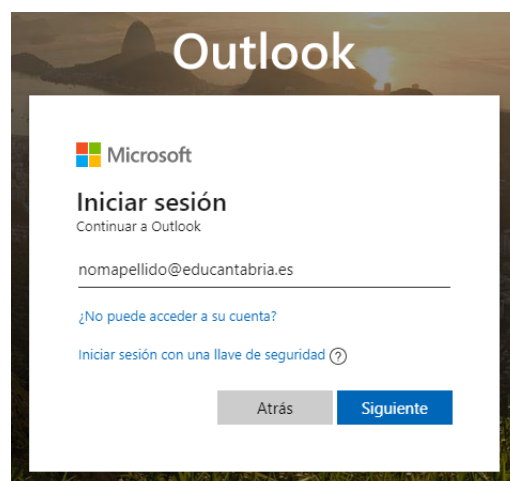 Outlook
Microsoft
Iniciar sesión
Continuar a Outlook
nomapellido@educantabria.es
¿No puede acceder a su cuenta?
Iniciar sesión con una llave de seguridad ?
Atrás
Siguiente